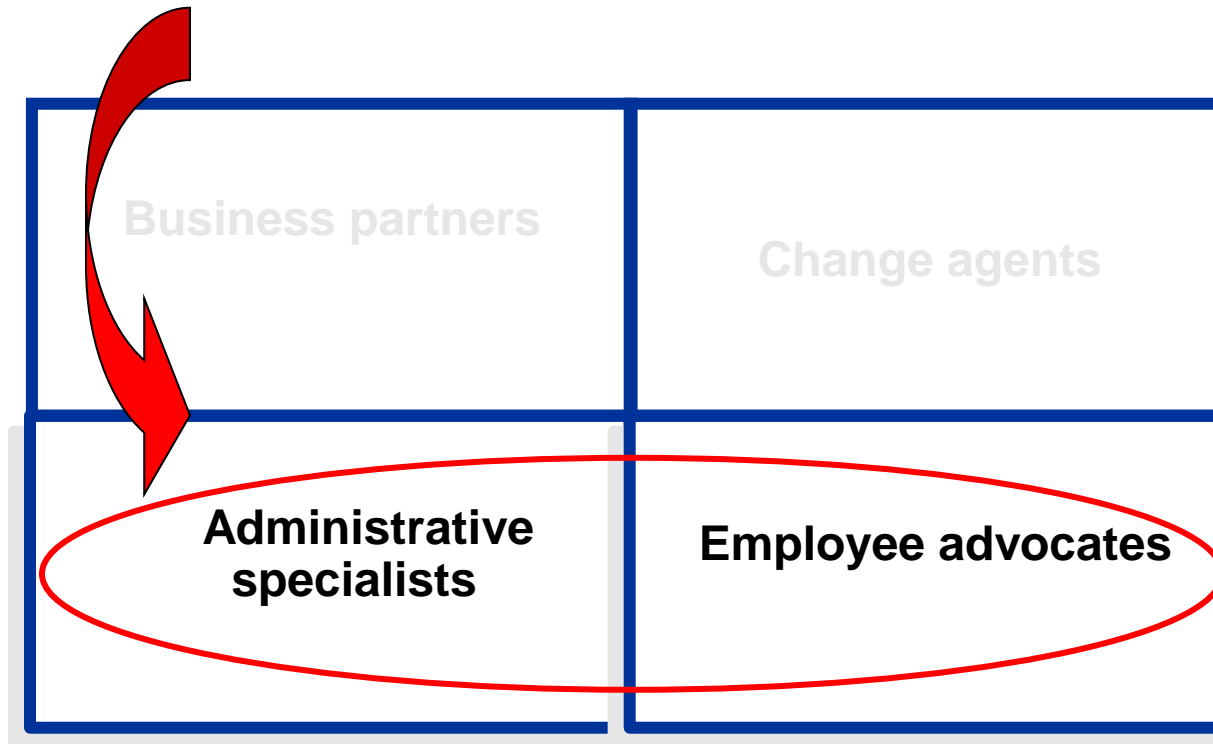 Business partners
Change agents
Administrative
specialists
Employee advocates